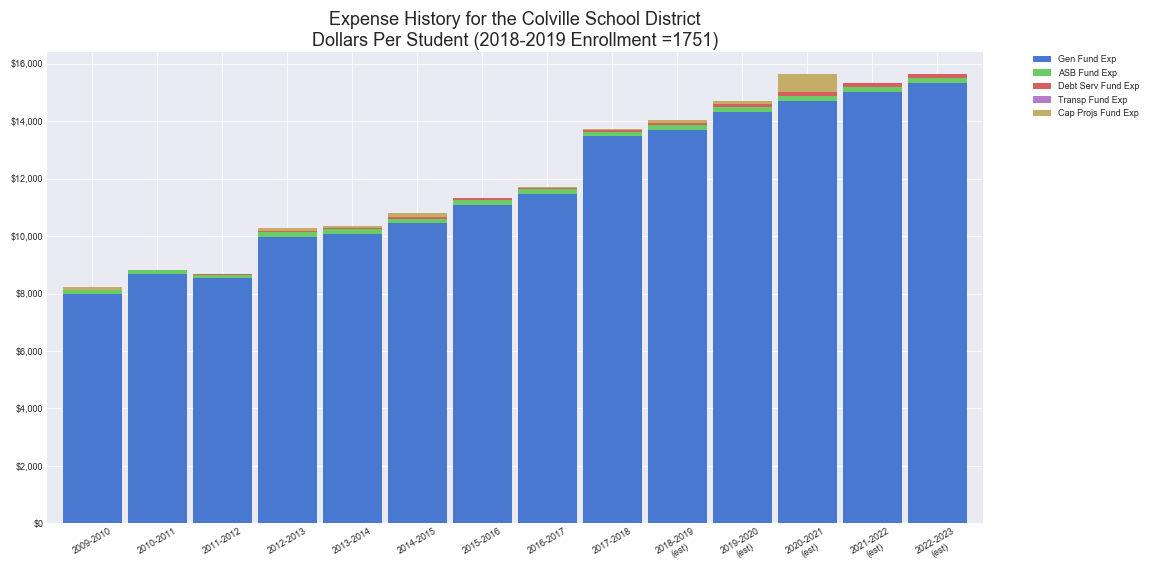 Expense History for the Colville School District
Dollars Per Student (2018-2019 Enrollment =1751)
$16,000
$14,000
$12,000
$10,000
$8,000
$6,000
$4,000
$2,000
$0
2009-2010
2010-2011
2011-2012
2012-2013
2013-2014
2014-2015
2015-2016
2016-2017
2017-2018
2018-2019
(est)
2019-2020
(est)
2020-2021
(est)
2021-2022
(est)
2022-2023
(est)
Gen Fund Exp
ASB Fund Exp
Debt Serv Fund Exp
Transp Fund Exp
Cap Projs Fund Exp